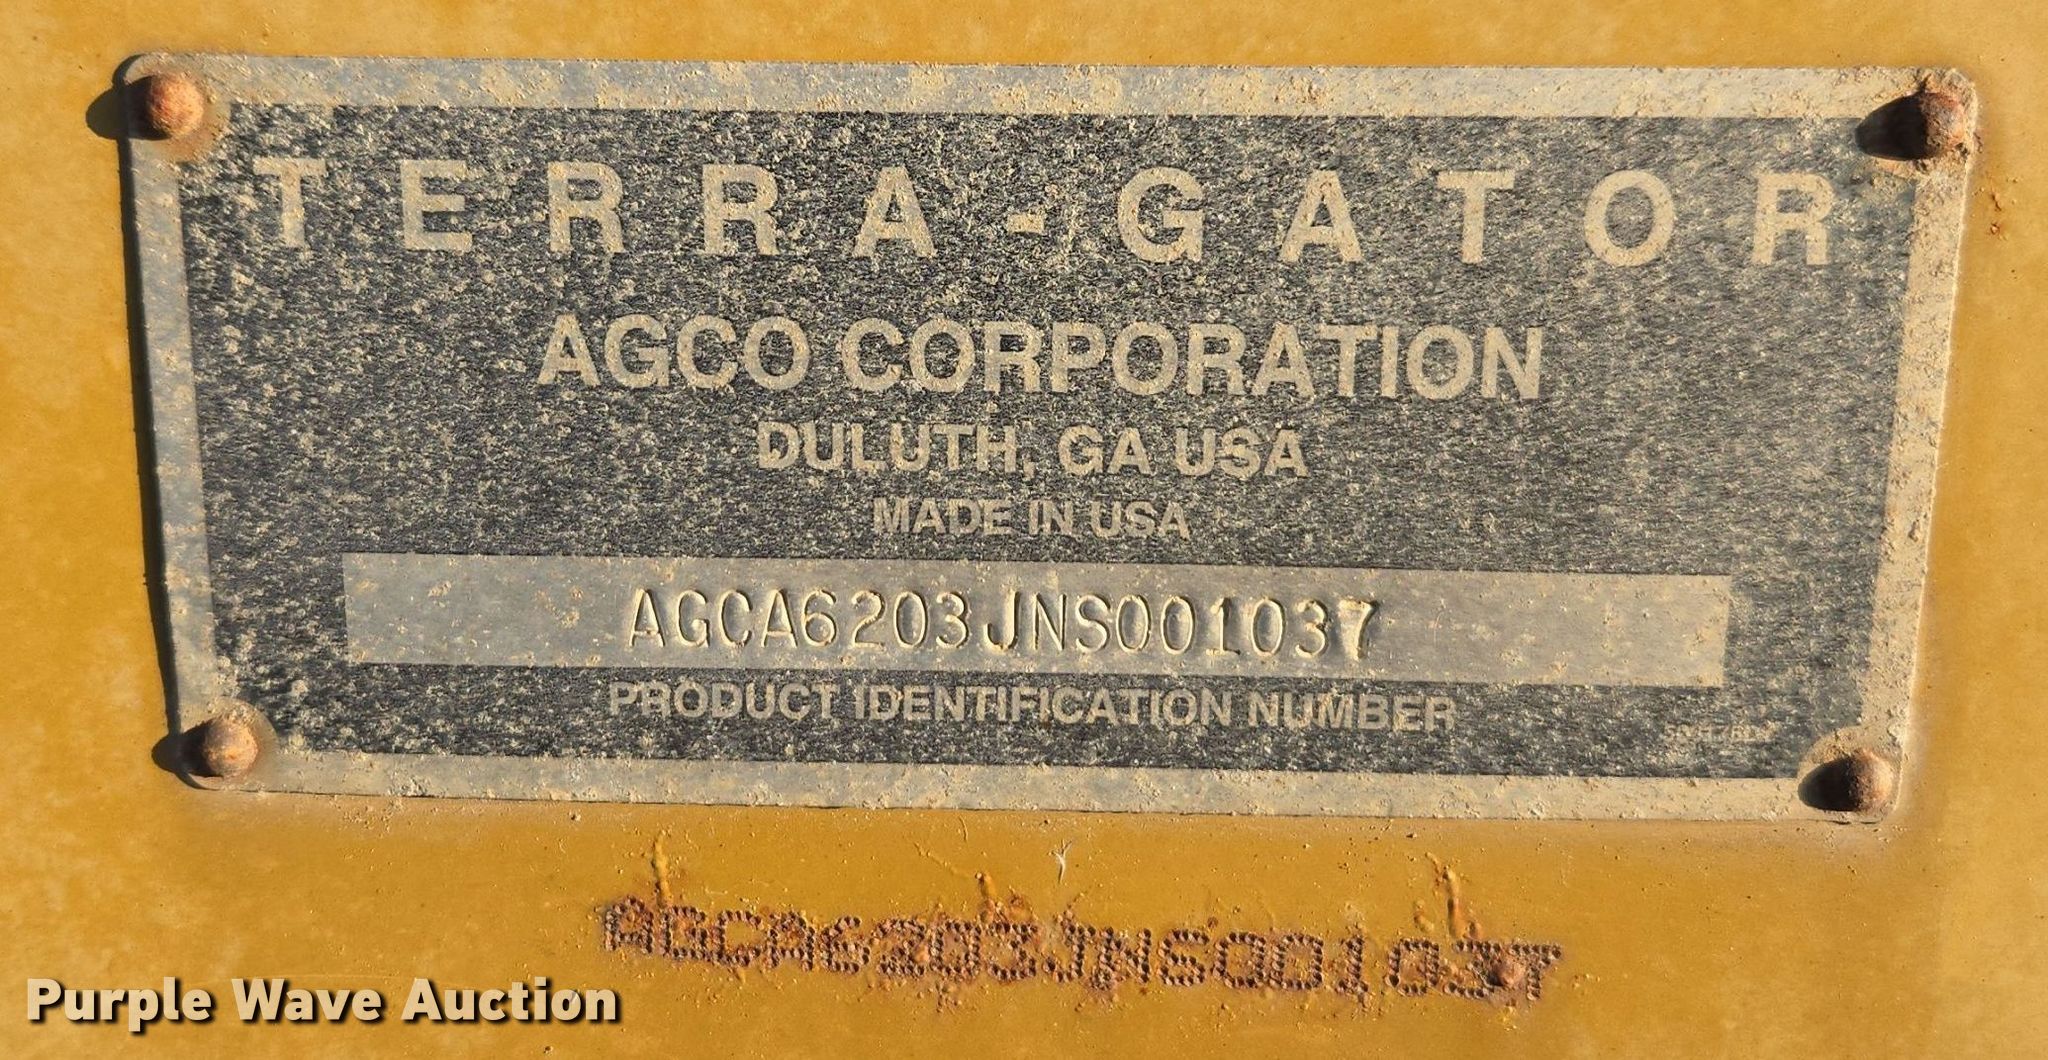 TERRA-GATOR
AGCO CORPORATION
DULUTH, GA USA
MADE IN USA
AGCA6203JNS001037
PRODUCT IDENTIFICATION NUMBER
AGCA6203JNS001037
Purple Wave Auction